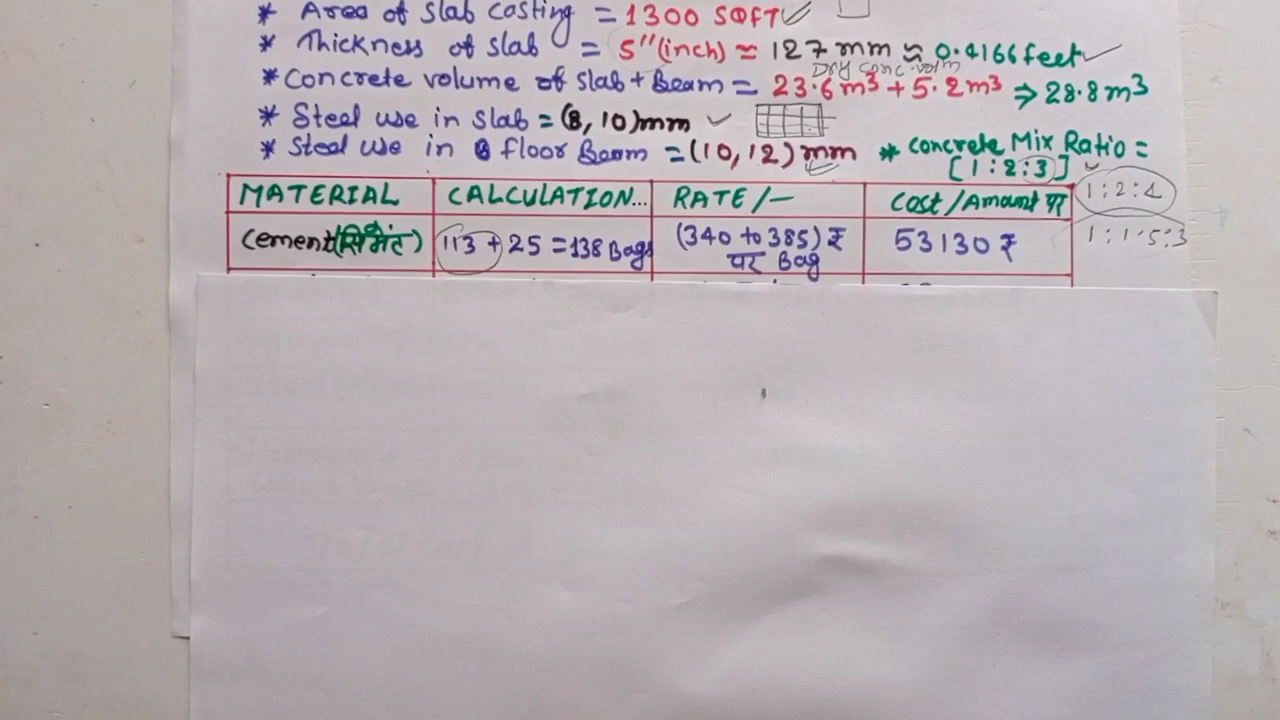 * Area of slab casting = 1300 SQFT
* Thickness of slab = 5"(inch) ≈ 127 mm ≈ 0.4166 feet
Dry conc. volm
* Concrete volume of slab + Beam = 23.6 m³ + 5.2 m³ ⇒ 28.8 m³
* Steel use in slab = (8, 10) mm
* Steel use in floor Beam = (10, 12) mm * concrete Mix Ratio = [1:2:3]
MATERIAL CALCULATION... RATE/- Cost/Amount पर 1:2:4
Cement (सिमेंट) 113 + 25 = 138 Bags (340 to 385) ₹ पर Bag 53130 ₹ 1:1.5:3